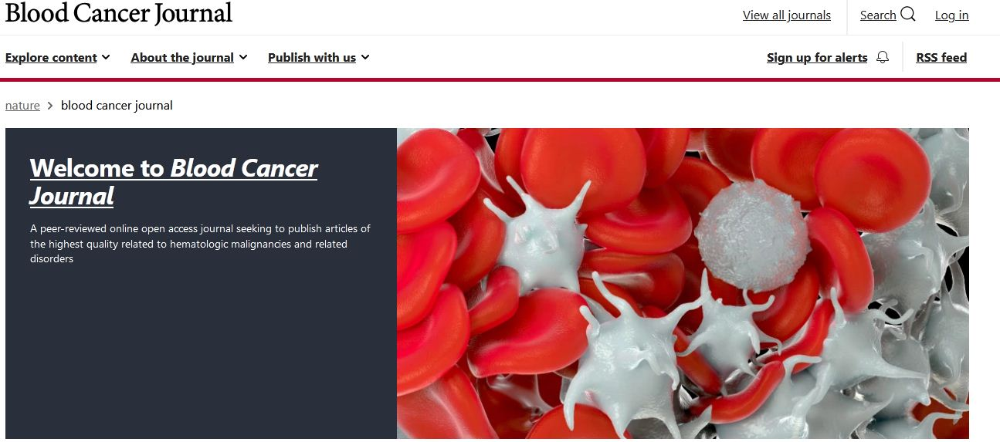 Blood Cancer Journal
View all journals
Search
Log in
Explore content
About the journal
Publish with us
Sign up for alerts
RSS feed
nature > blood cancer journal
Welcome to Blood Cancer
Journal
A peer-reviewed online open access journal seeking to publish articles of
the highest quality related to hematologic malignancies and related
disorders